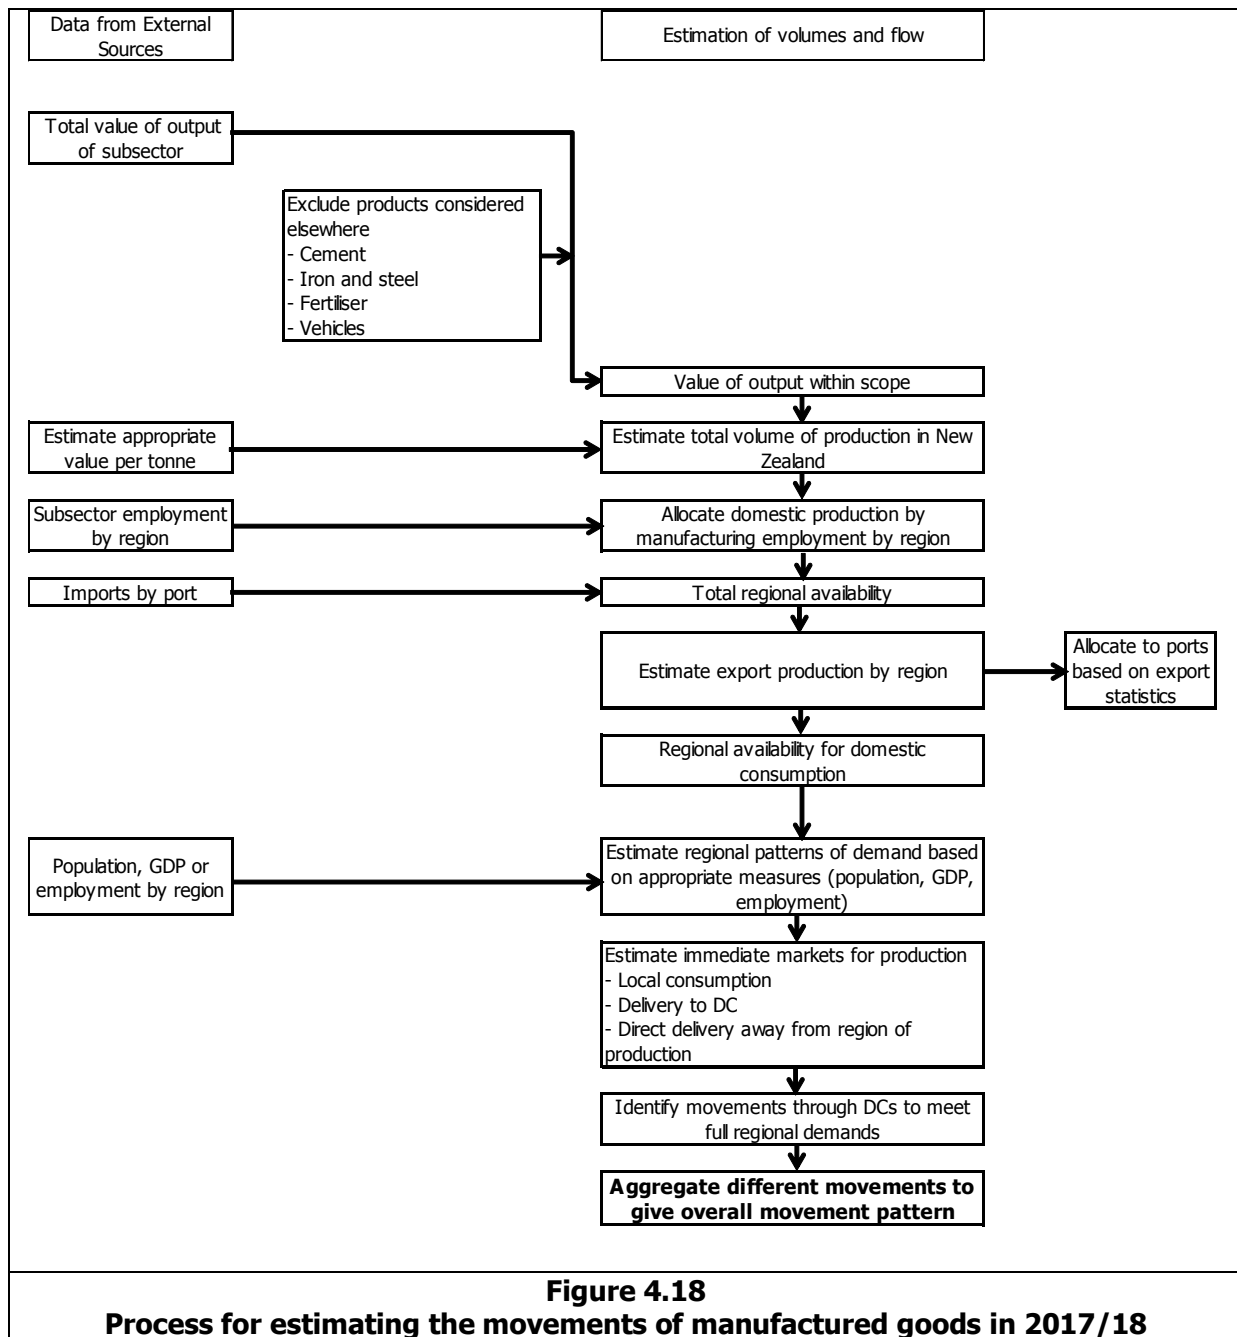 Data from External
Sources
Estimation of volumes and flow
Total value of output
of subsector
Exclude products considered
elsewhere
- Cement
- Iron and steel
- Fertiliser
- Vehicles
Value of output within scope
Estimate appropriate
value per tonne
Estimate total volume of production in New
Zealand
Subsector employment
by region
Allocate domestic production by
manufacturing employment by region
Imports by port
Total regional availability
Estimate export production by region
Allocate to ports
based on export
statistics
Regional availability for domestic
consumption
Population, GDP or
employment by region
Estimate regional patterns of demand based
on appropriate measures (population, GDP,
employment)
Estimate immediate markets for production
- Local consumption
- Delivery to DC
- Direct delivery away from region of
production
Identify movements through DCs to meet
full regional demands
Aggregate different movements to
give overall movement pattern
Figure 4.18
Process for estimating the movements of manufactured goods in 2017/18